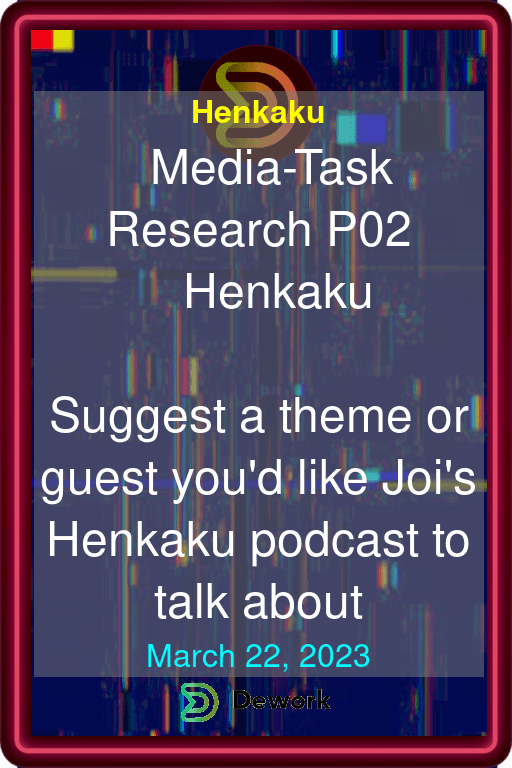 Henkaku
Media-Task
Research P02
Henkaku
Suggest a theme or
guest you'd like Joi's
Henkaku podcast to
talk about
March 22, 2023
Dework